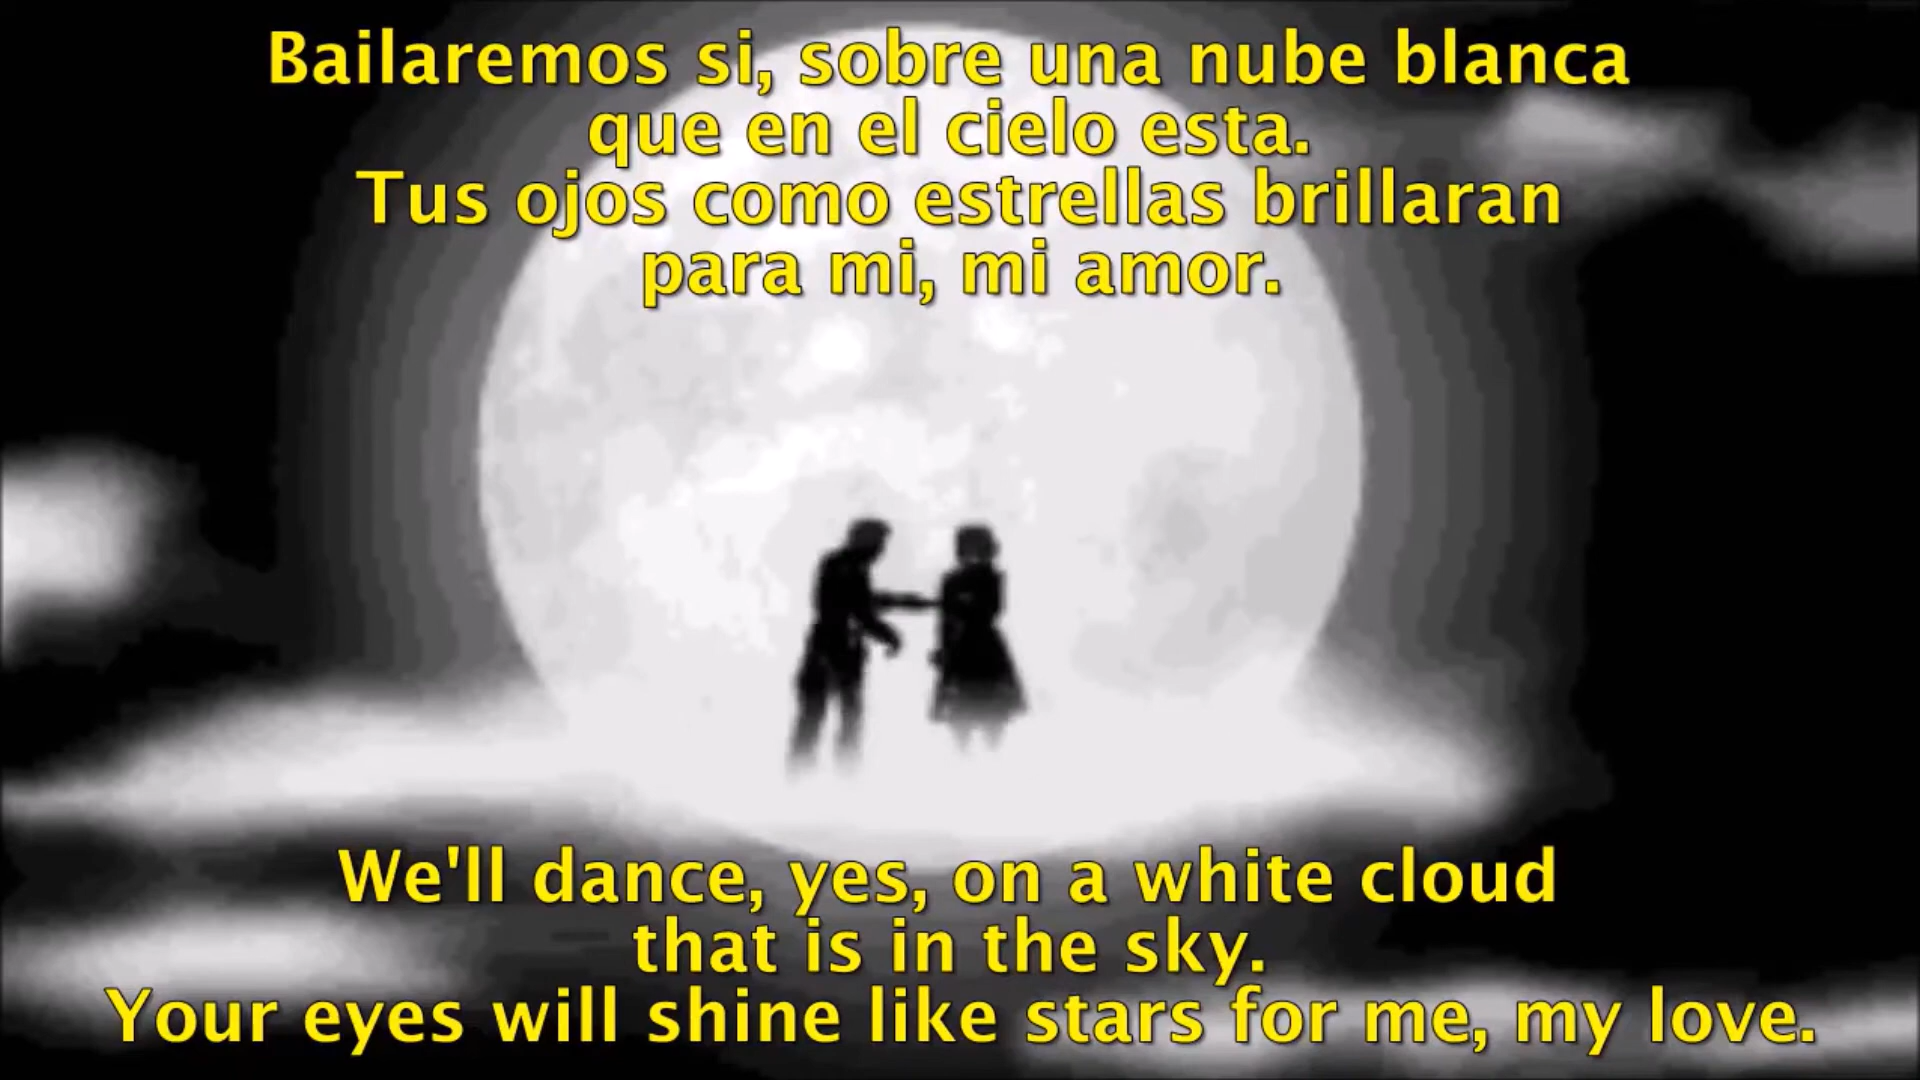 Bailaremos si, sobre una nube blanca
que en el cielo esta.
Tus ojos como estrellas brillaran
para mi, mi amor.
We'll dance, yes, on a white cloud
that is in the sky.
Your eyes will shine like stars for me, my love.